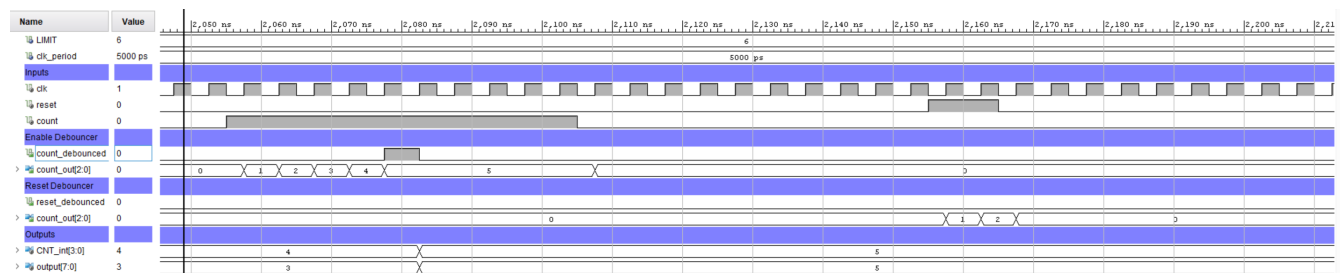 Name Value 2,050 ns 2,060 ns 2,070 ns 2,080 ns 2,090 ns 2,100 ns 2,110 ns 2,120 ns 2,130 ns 2,140 ns 2,150 ns 2,160 ns 2,170 ns 2,180 ns 2,190 ns 2,200 ns 2,21
LIMIT 6 6
clk_period 5000 ps 5000 ps
Inputs
clk 1
reset 0
count 0
Enable Debouncer
count_debounced 0
count_out[2:0] 0 0 1 2 3 4 5 0
Reset Debouncer
reset_debounced 0
count_out[2:0] 0 0 1 2 0
Outputs
CNT_int[3:0] 4 4 5
output[7:0] 3 3 5